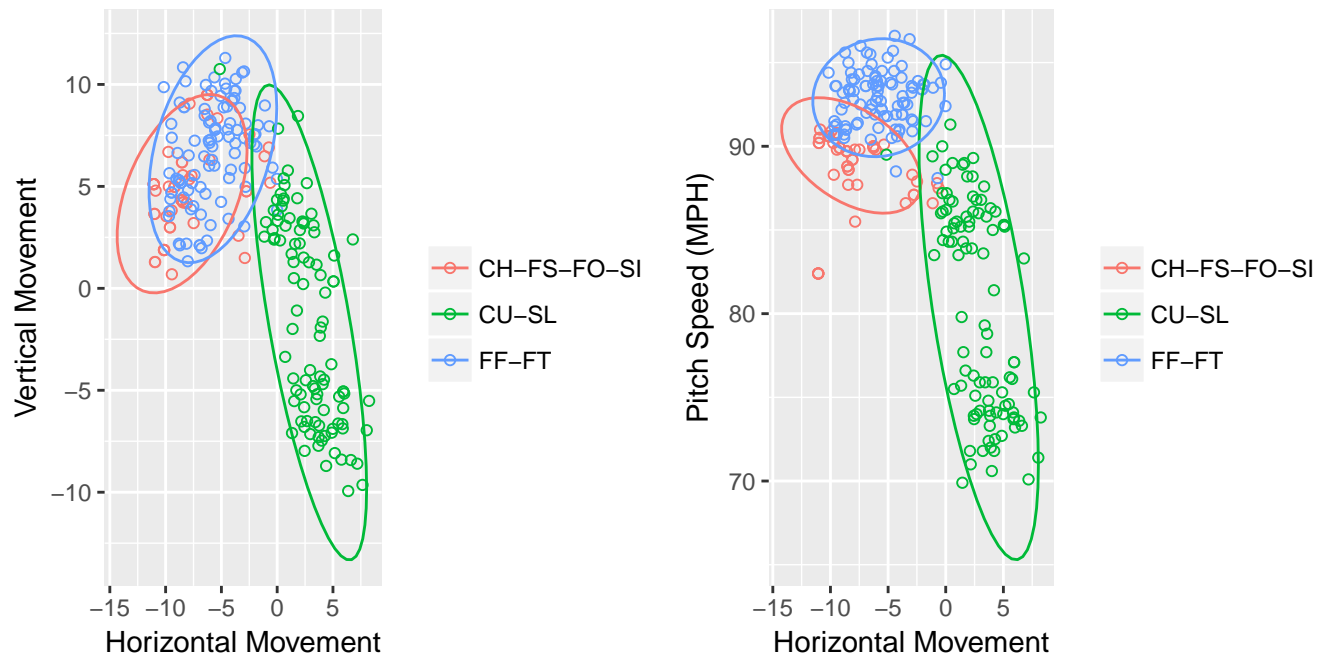 Vertical Movement
10
5
0
−5
−10
−15 −10 −5 0 5
Horizontal Movement
CH−FS−FO−SI
CU−SL
FF−FT
Pitch Speed (MPH)
90
80
70
−15 −10 −5 0 5
Horizontal Movement
CH−FS−FO−SI
CU−SL
FF−FT